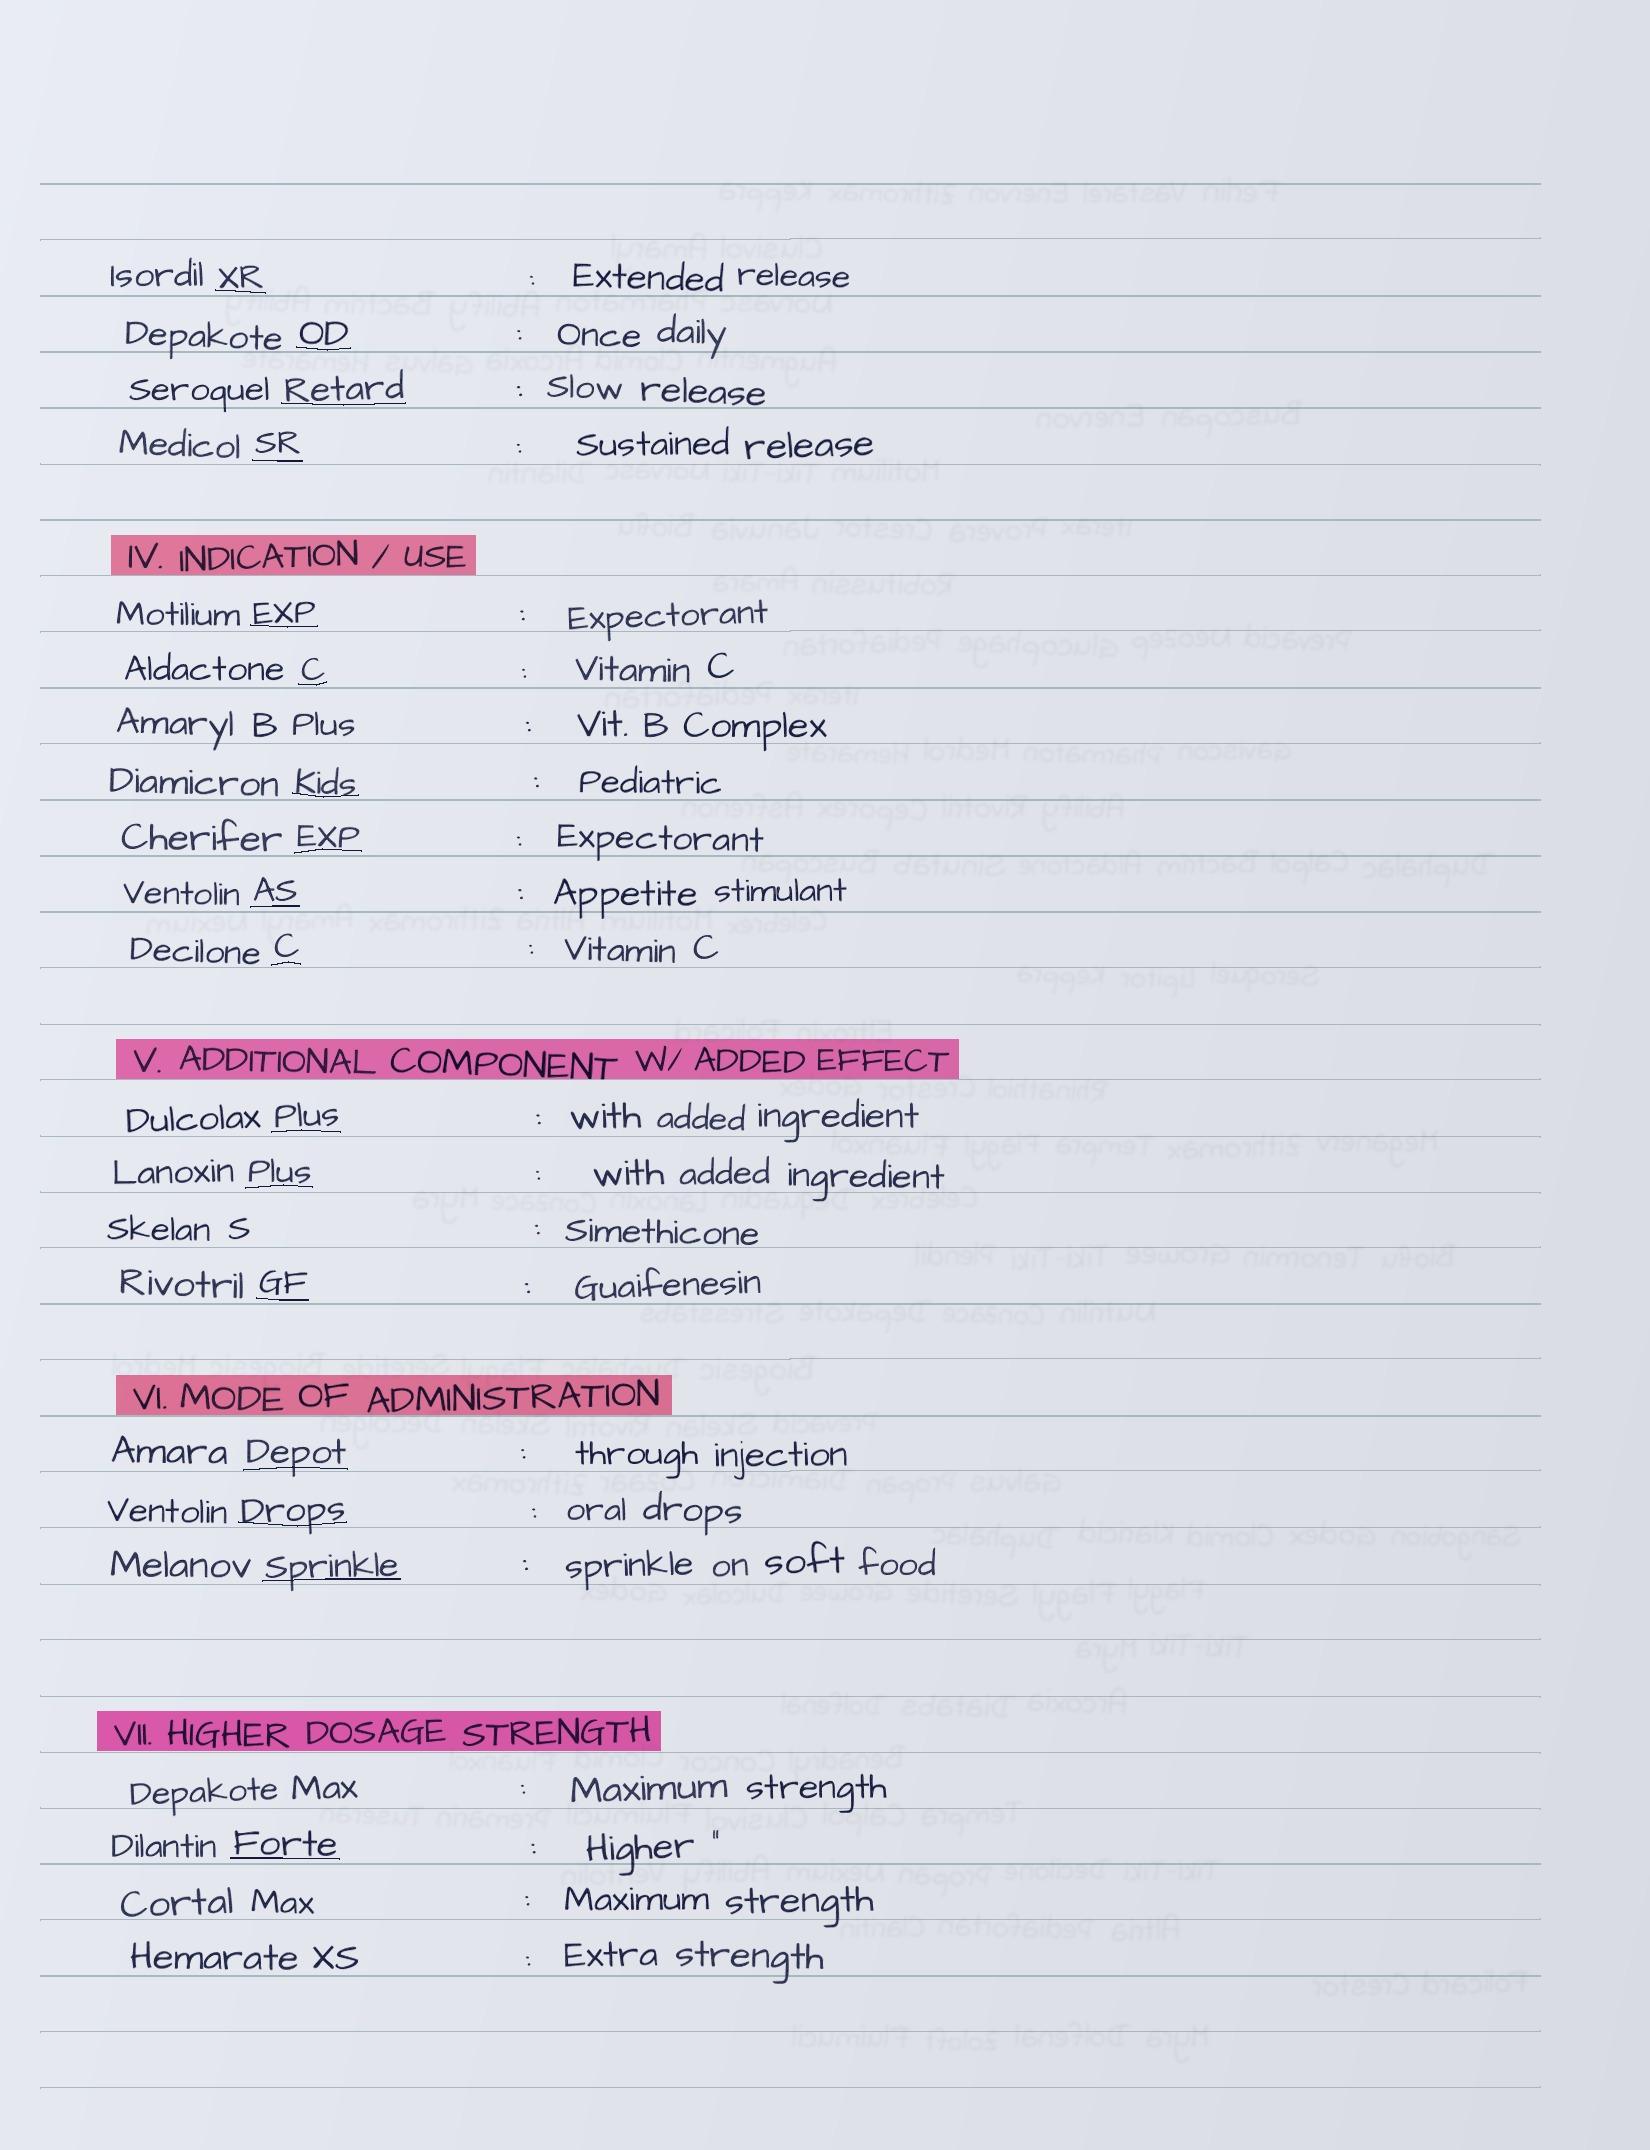 Isordil XR : Extended release
Depakote OD : Once daily
Seroquel Retard : Slow release
Medicol SR : Sustained release
IV. INDICATION / USE
Motilium EXP : Expectorant
Aldactone C : Vitamin C
Amaryl B Plus : Vit. B Complex
Diamicron Kids : Pediatric
Cherifer EXP : Expectorant
Ventolin AS : Appetite stimulant
Decilone C : Vitamin C
V. ADDITIONAL COMPONENT W/ ADDED EFFECT
Dulcolax Plus : with added ingredient
Lanoxin Plus : with added ingredient
Skelan S : Simethicone
Rivotril GF : Guaifenesin
VI. MODE OF ADMINISTRATION
Amara Depot : through injection
Ventolin Drops : oral drops
Melanov Sprinkle : sprinkle on soft food
VII. HIGHER DOSAGE STRENGTH
Depakote Max : Maximum strength
Dilantin Forte : Higher "
Cortal Max : Maximum strength
Hemarate XS : Extra strength